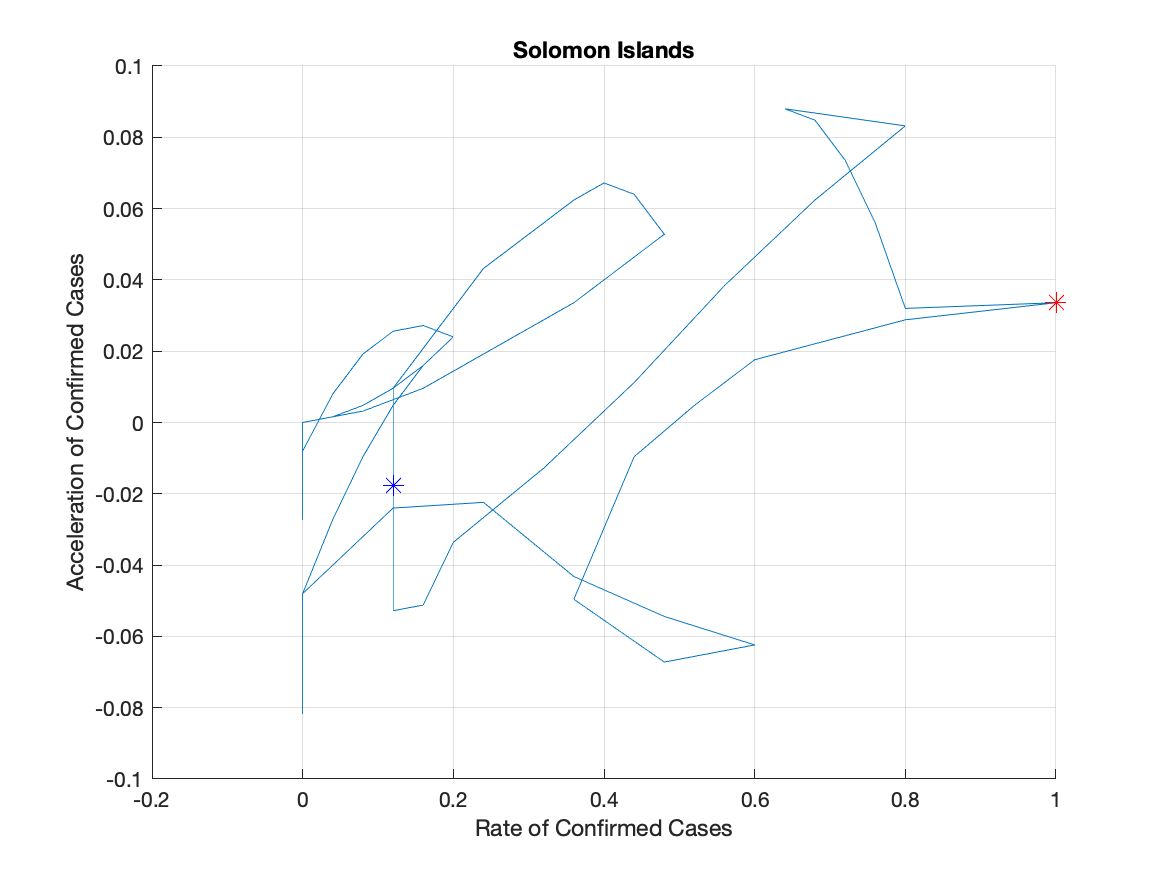 Solomon Islands
0.1
0.08
0.06
0.04
0.02
0
-0.02
-0.04
-0.06
-0.08
-0.1
Acceleration of Confirmed Cases
-0.2 0 0.2 0.4 0.6 0.8 1
Rate of Confirmed Cases